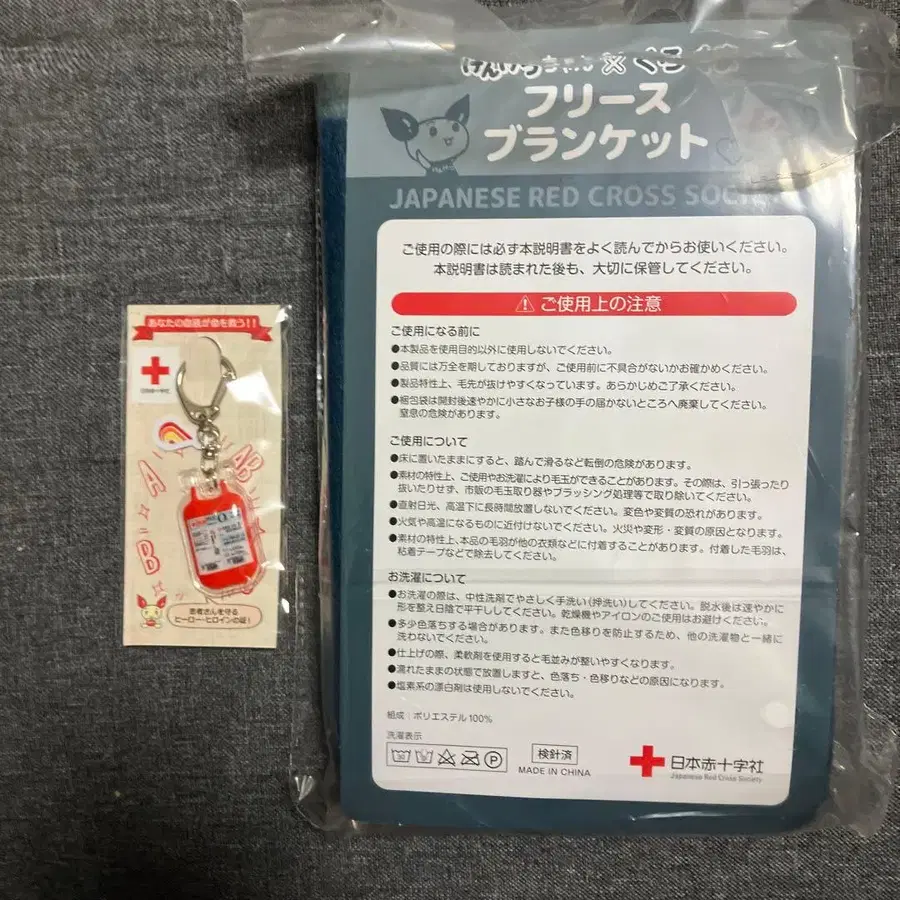 あなたの血液が命を救う!!
A
AB
B
患者さんを守る
ヒーロー・ヒロインの証!
けんけつちゃん×
フリース
ブランケット
JAPANESE RED CROSS
ご使用の際には必ず本説明書をよく読んでからお使いください。
本説明書は読まれた後も、大切に保管してください。
ご使用上の注意
ご使用になる前に
●本製品を使用目的以外に使用しないでください。
●品質には万全を期しておりますが、ご使用前に不具合がないかお確かめください。
●製品特性上、毛先が抜けやすくなっています。あらかじめご了承ください。
●梱包袋は開封後速やかに小さなお子様の手の届かないところへ廃棄してください。
窒息の危険があります。
ご使用について
●床に置いたままにすると、踏んで滑るなど転倒の危険があります。
●素材の特性上、ご使用やお洗濯により毛玉ができることがあります。その際は、引っ張ったり
抜いたりせず、市販の毛玉取り器やブラッシング処理等で取り除いてください。
●直射日光、高温下に長時間放置しないでください。変色や変質の恐れがあります。
●火気や高温になるものに近付けないでください。火災や変形・変質の原因となります。
●素材の特性上、本品の毛羽が他の衣類などに付着することがあります。付着した毛羽は、
粘着テープなどで除去してください。
お洗濯について
●お洗濯の際は、中性洗剤でやさしく手洗い(押洗い)してください。脱水後は速やかに
形を整え日陰で平干ししてください。乾燥機やアイロンのご使用はお避けください。
●多少色落ちする場合があります。また色移りを防止するため、他の洗濯物と一緒に
洗わないでください。
●仕上げの際、柔軟剤を使用すると毛並みが整いやすくなります。
●濡れたままの状態で放置しますと、色落ち・色移りなどの原因になります。
●塩素系の漂白剤は使用しないでください。
組成:ポリエステル100%
洗濯表示
検針済
MADE IN CHINA
日本赤十字社
Japanese Red Cross Society